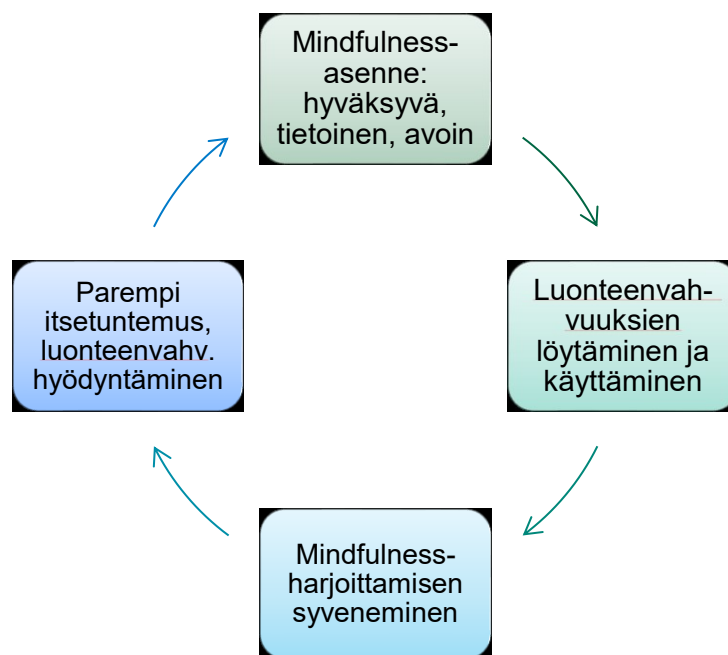 Mindfulness-
asenne:
hyväksyvä,
tietoinen, avoin
Luonteenvah-
vuuksien
löytäminen ja
käyttäminen
Mindfulness-
harjoittamisen
syveneminen
Parempi
itsetuntemus,
luonteenvahv.
hyödyntäminen